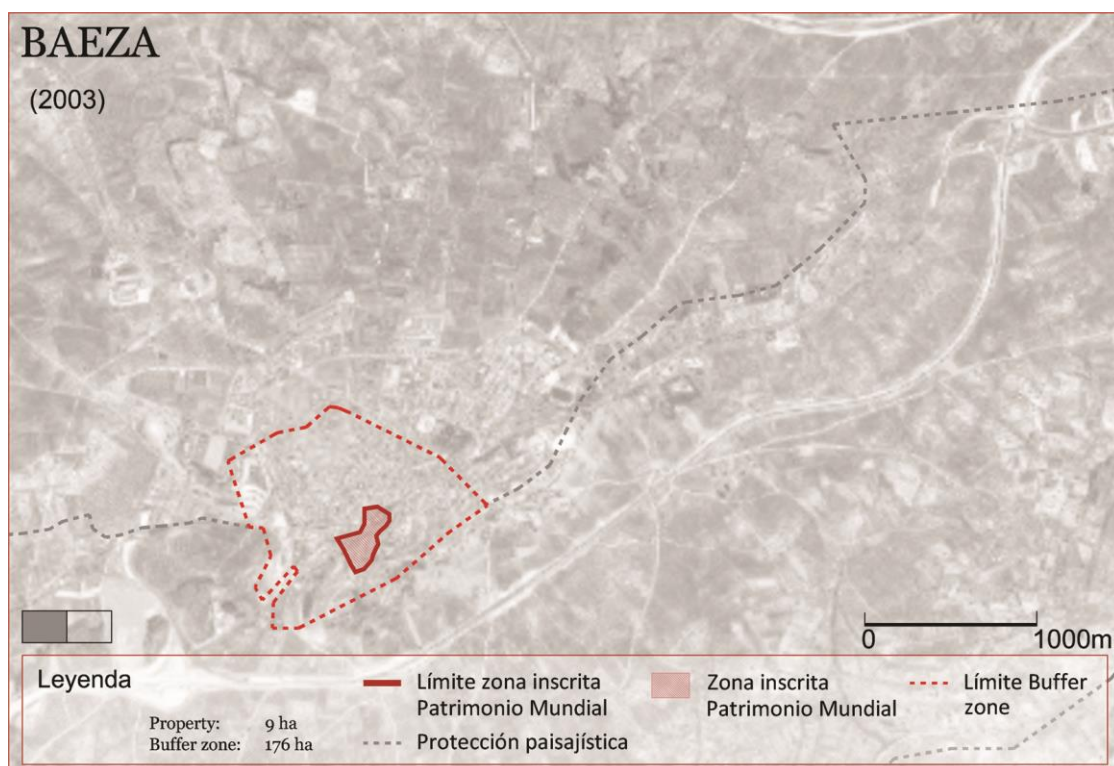 BAEZA
(2003)
0 1000m
Leyenda
Property: 9 ha
Buffer zone: 176 ha
Límite zona inscrita
Patrimonio Mundial
Protección paisajística
Zona inscrita
Patrimonio Mundial
Límite Buffer
zone